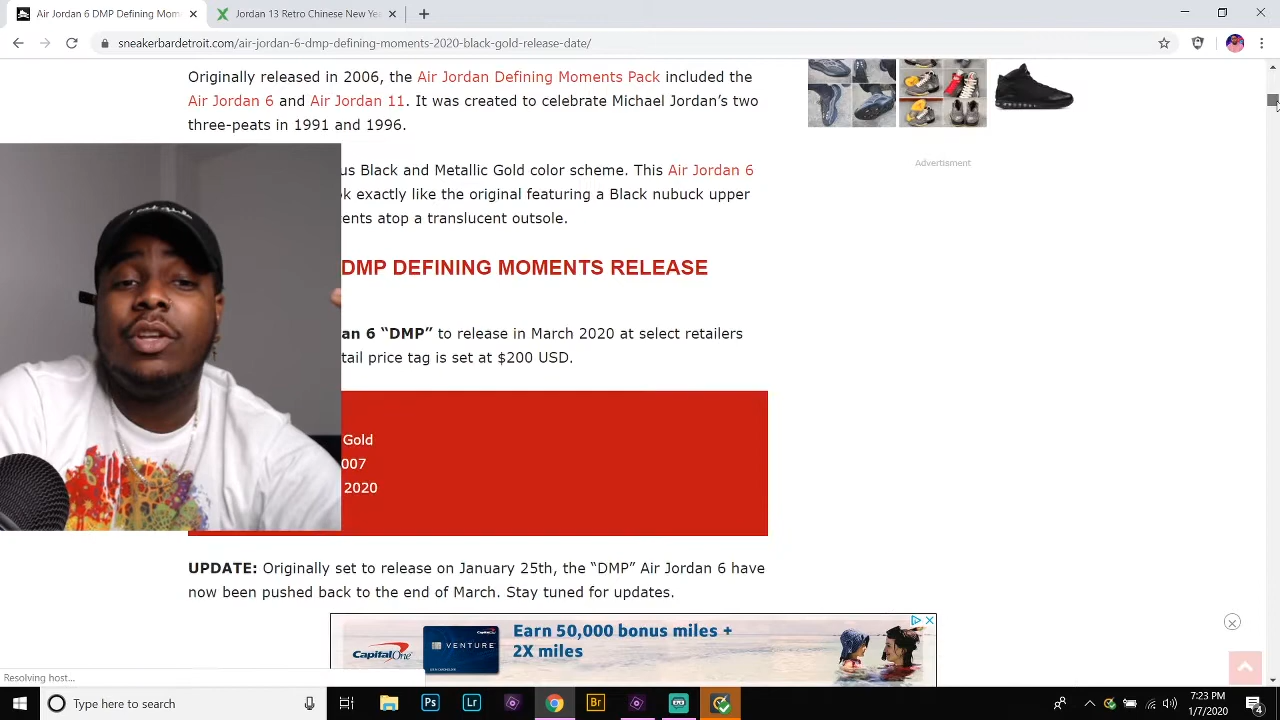 Air Jordan 6 DMP Defining Mom
Jordan 13 Retro Chinese New Ye
sneakerbardetroit.com/air-jordan-6-dmp-defining-moments-2020-black-gold-release-date/
Originally released in 2006, the Air Jordan Defining Moments Pack included the
and Air Jordan 11. It was created to celebrate Michael Jordan's two
three-peats in 1991 and 1996.
Advertisment
us Black and Metallic Gold color scheme. This Air Jordan 6
k exactly like the original featuring a Black nubuck upper
ents atop a translucent outsole.
DMP DEFINING MOMENTS RELEASE
an 6 "DMP" to release in March 2020 at select retailers
tail price tag is set at $200 USD.
Gold
007
2020
UPDATE: Originally set to release on January 25th, the "DMP" Air Jordan 6 have
now been pushed back to the end of March. Stay tuned for updates.
Capital One
VENTURE
Earn 50,000 bonus miles +
2X miles
Resolving host...
Type here to search
Ps
Lr
Br
7:23 PM
1/7/2020
4